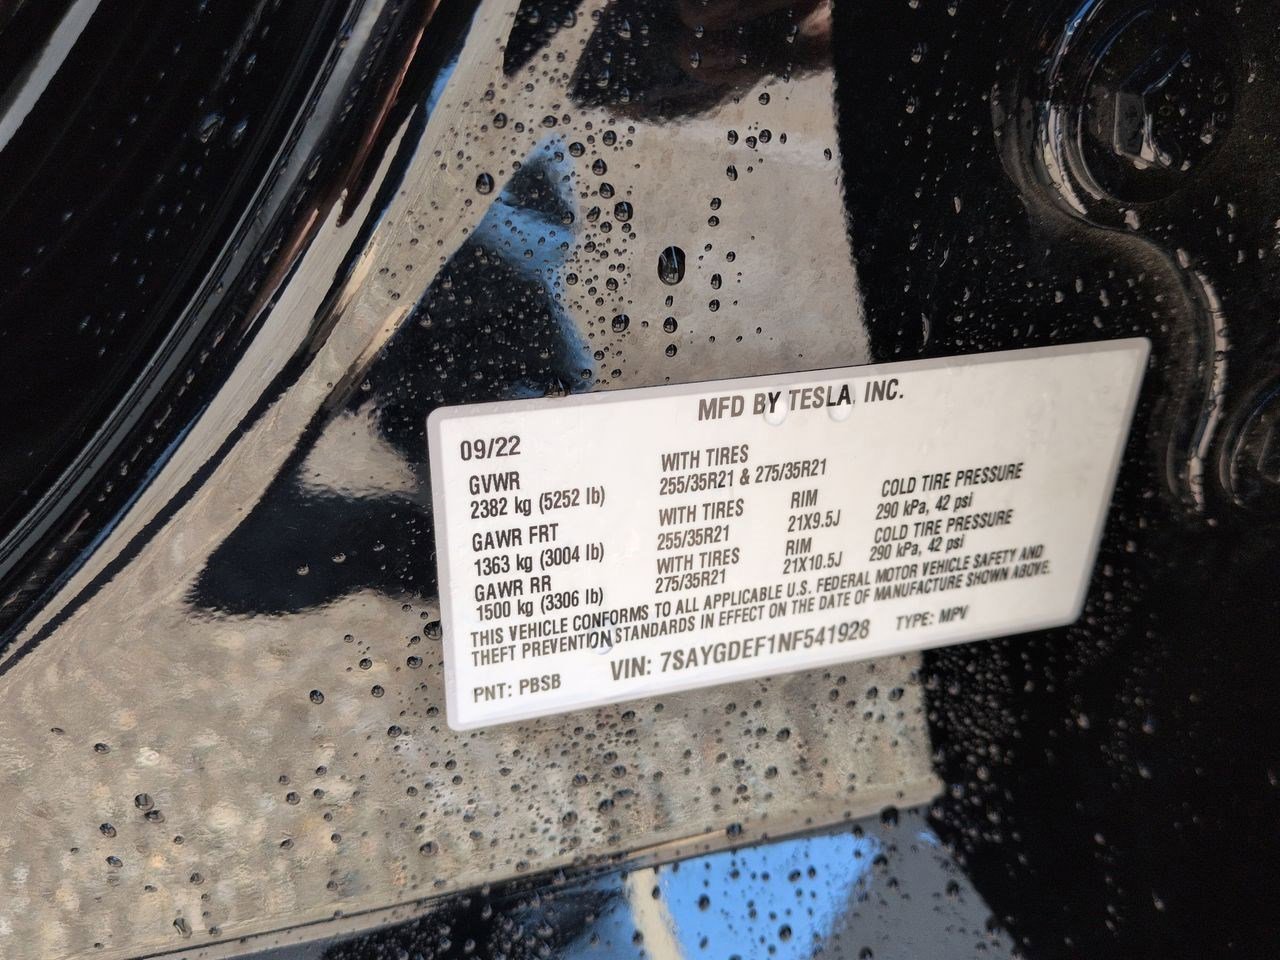 MFD BY TESLA, INC.
09/22
GVWR
2382 kg (5252 lb)
WITH TIRES
255/35R21 & 275/35R21
GAWR FRT
1363 kg (3004 lb)
WITH TIRES
255/35R21
RIM
21X9.5J
COLD TIRE PRESSURE
290 kPa, 42 psi
GAWR RR
1500 kg (3306 lb)
WITH TIRES
275/35R21
RIM
21X10.5J
COLD TIRE PRESSURE
290 kPa, 42 psi
THIS VEHICLE CONFORMS TO ALL APPLICABLE U.S. FEDERAL MOTOR VEHICLE SAFETY AND
THEFT PREVENTION STANDARDS IN EFFECT ON THE DATE OF MANUFACTURE SHOWN ABOVE.
PNT: PBSB VIN: 7SAYGDEF1NF541928 TYPE: MPV